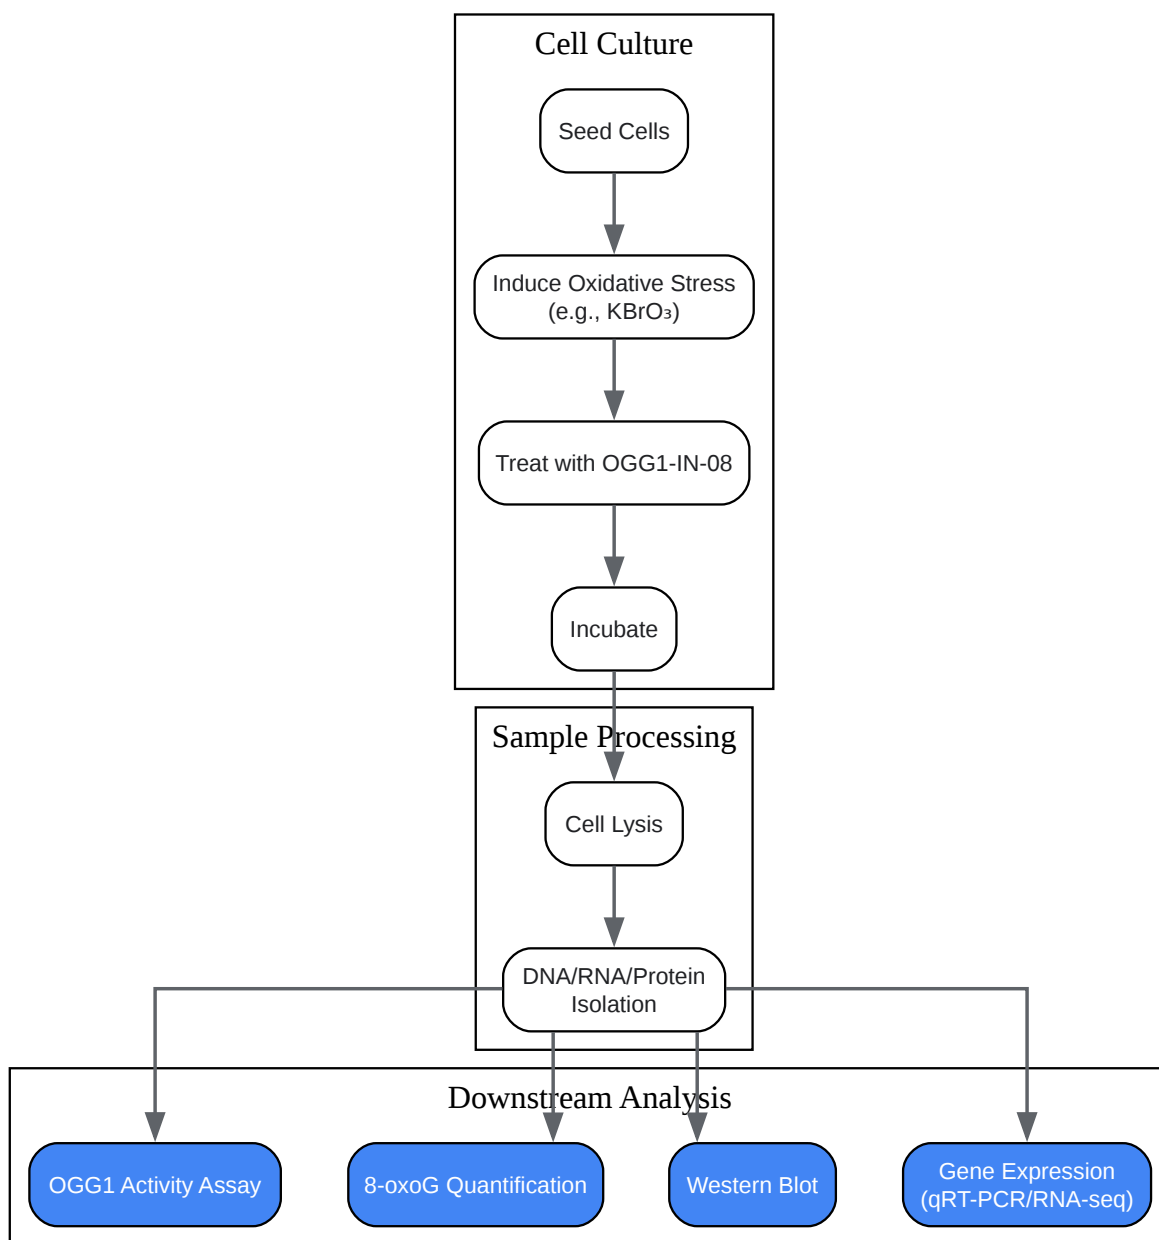 Cell Culture
Seed Cells
Induce Oxidative Stress
(e.g., KBrO₃)
Treat with OGG1-IN-08
Incubate
Sample Processing
Cell Lysis
DNA/RNA/Protein
Isolation
Downstream Analysis
OGG1 Activity Assay
8-oxoG Quantification
Western Blot
Gene Expression
(qRT-PCR/RNA-seq)